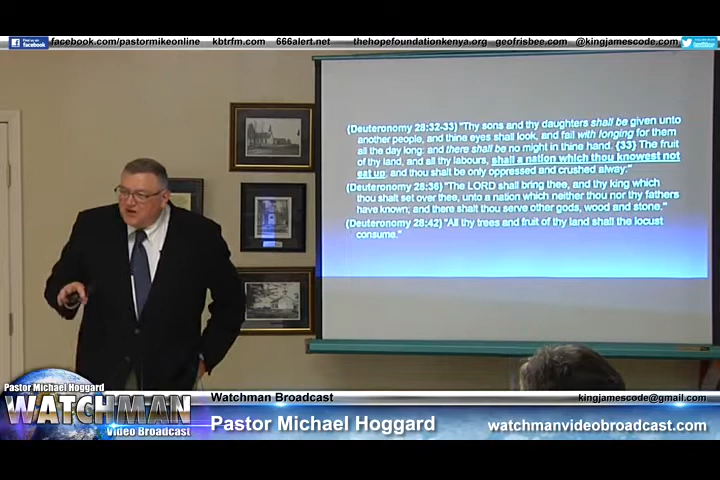 Find us on facebook
facebook.com/pastormikeonline kbtrfm.com 666alert.net thehopefoundationkenya.org geofrisbee.com @kingjamescode.com twitter
(Deuteronomy 28:32-33) "Thy sons and thy daughters shall be given unto
another people, and thine eyes shall look, and fail with longing for them
all the day long: and there shall be no might in thine hand. {33} The fruit
of thy land, and all thy labours, shall a nation which thou knowest not
eat up; and thou shalt be only oppressed and crushed alway:"
(Deuteronomy 28:36) "The LORD shall bring thee, and thy king which
thou shalt set over thee, unto a nation which neither thou nor thy fathers
have known; and there shalt thou serve other gods, wood and stone."
(Deuteronomy 28:42) "All thy trees and fruit of thy land shall the locust
consume."
Pastor Michael Hoggard
WATCHMAN
Video Broadcast
Watchman Broadcast kingjamescode@gmail.com
Pastor Michael Hoggard watchmanvideobroadcast.com